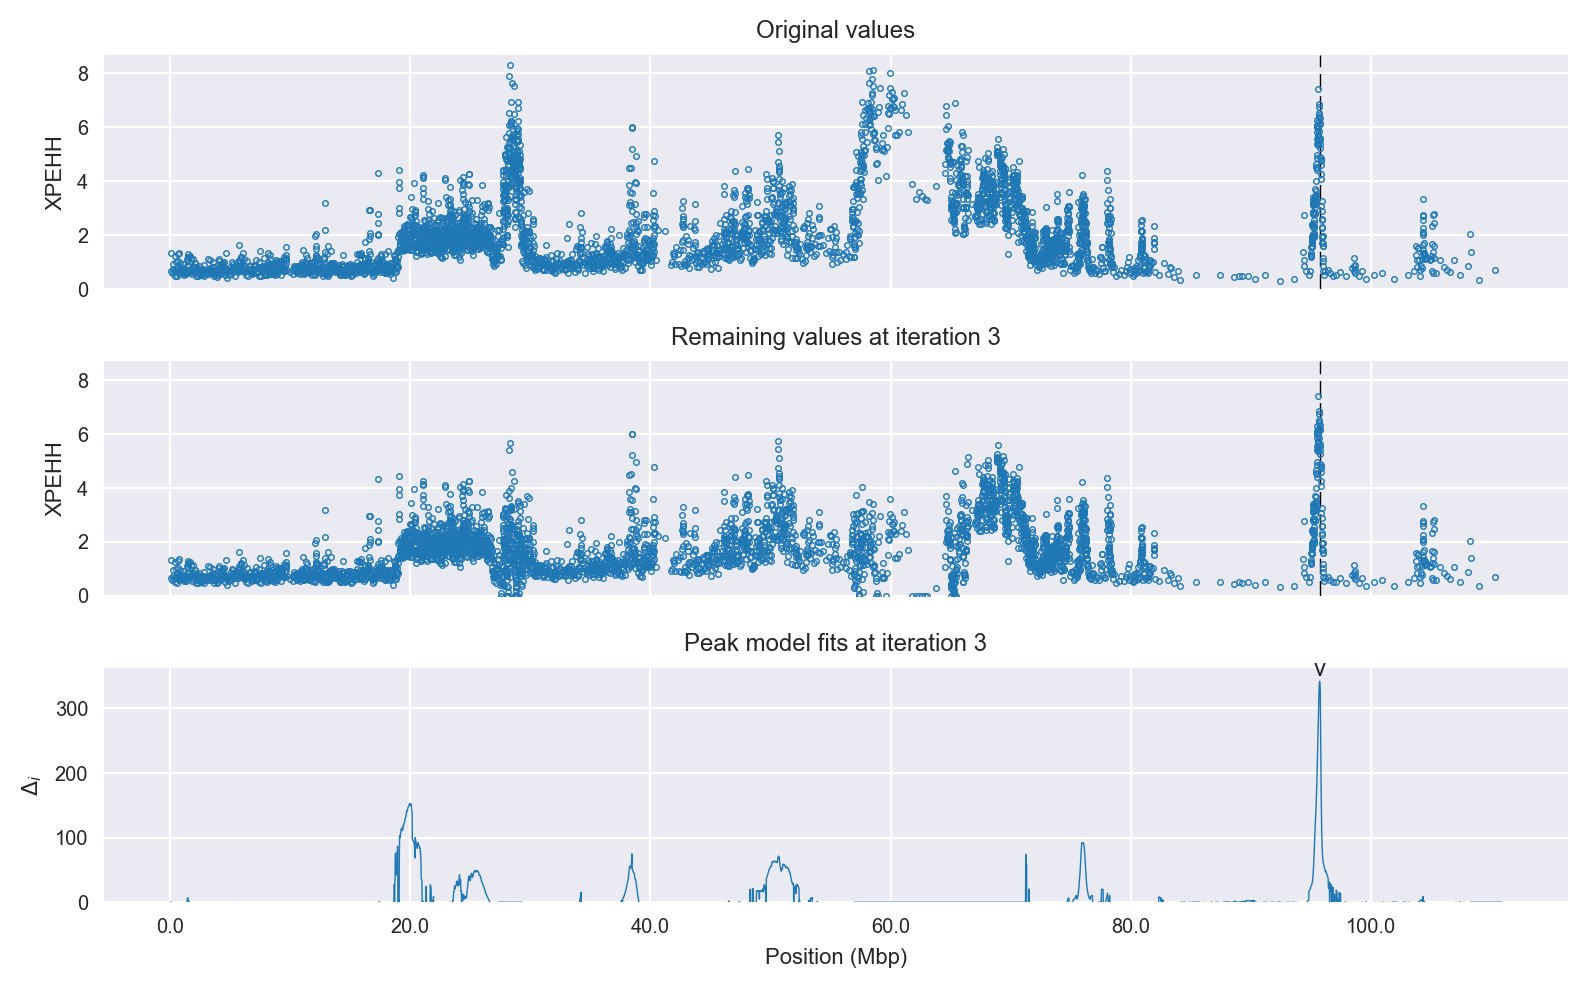 Original values
8
6
4
2
0
XPEHH
Remaining values at iteration 3
8
6
4
2
0
XPEHH
Peak model fits at iteration 3
v
300
200
100
0
Δi
0.0 20.0 40.0 60.0 80.0 100.0
Position (Mbp)